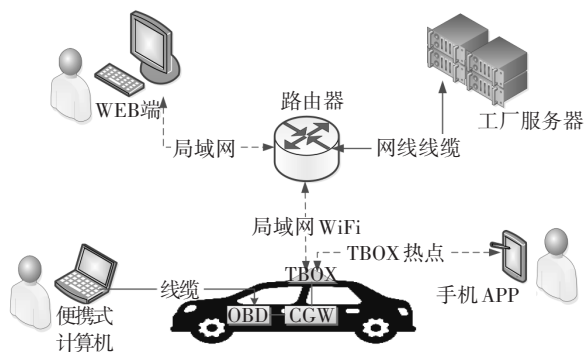 WEB端
路由器
工厂服务器
局域网
网线线缆
局域网 WiFi
TBOX 热点
TBOX
手机 APP
线缆
便携式
计算机
OBD
CGW